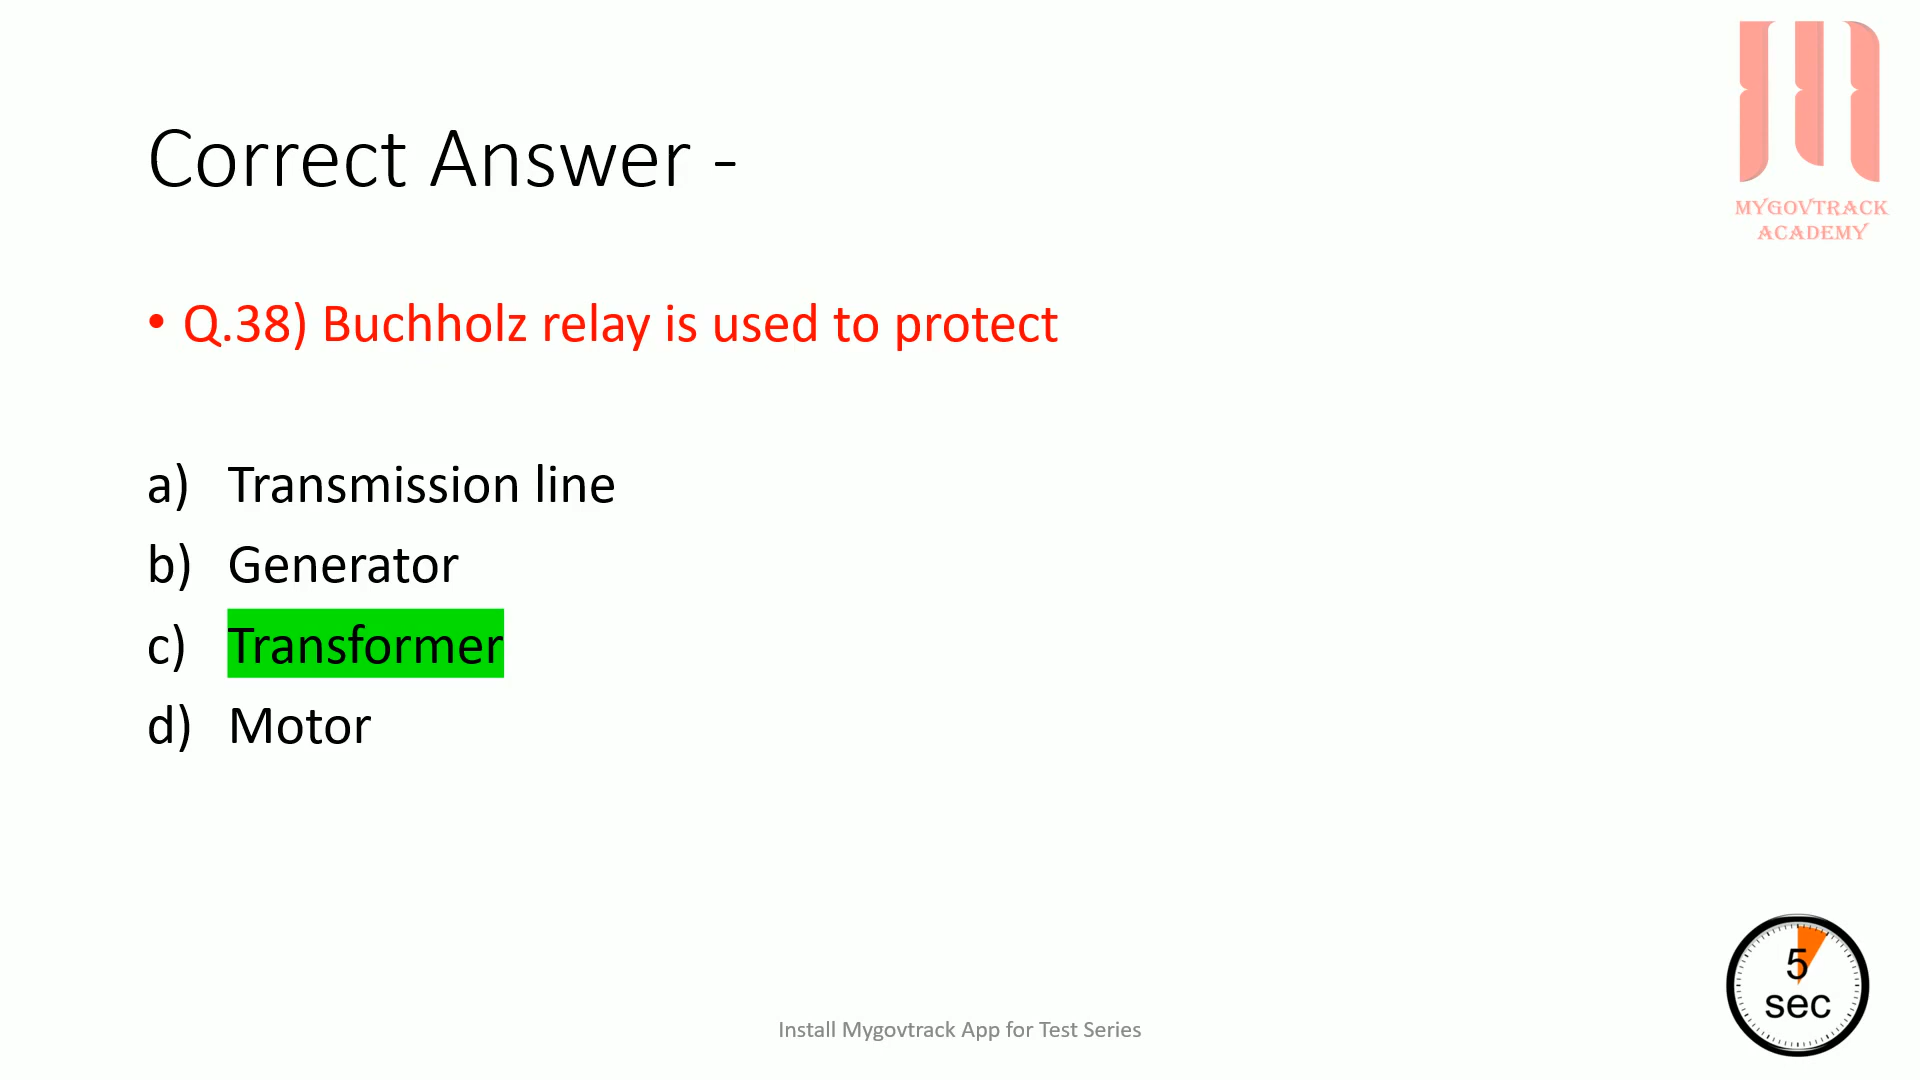 MYGOVTRACK
ACADEMY
Correct Answer -
• Q.38) Buchholz relay is used to protect
a) Transmission line
b) Generator
c) Transformer
d) Motor
5
sec
Install Mygovtrack App for Test Series